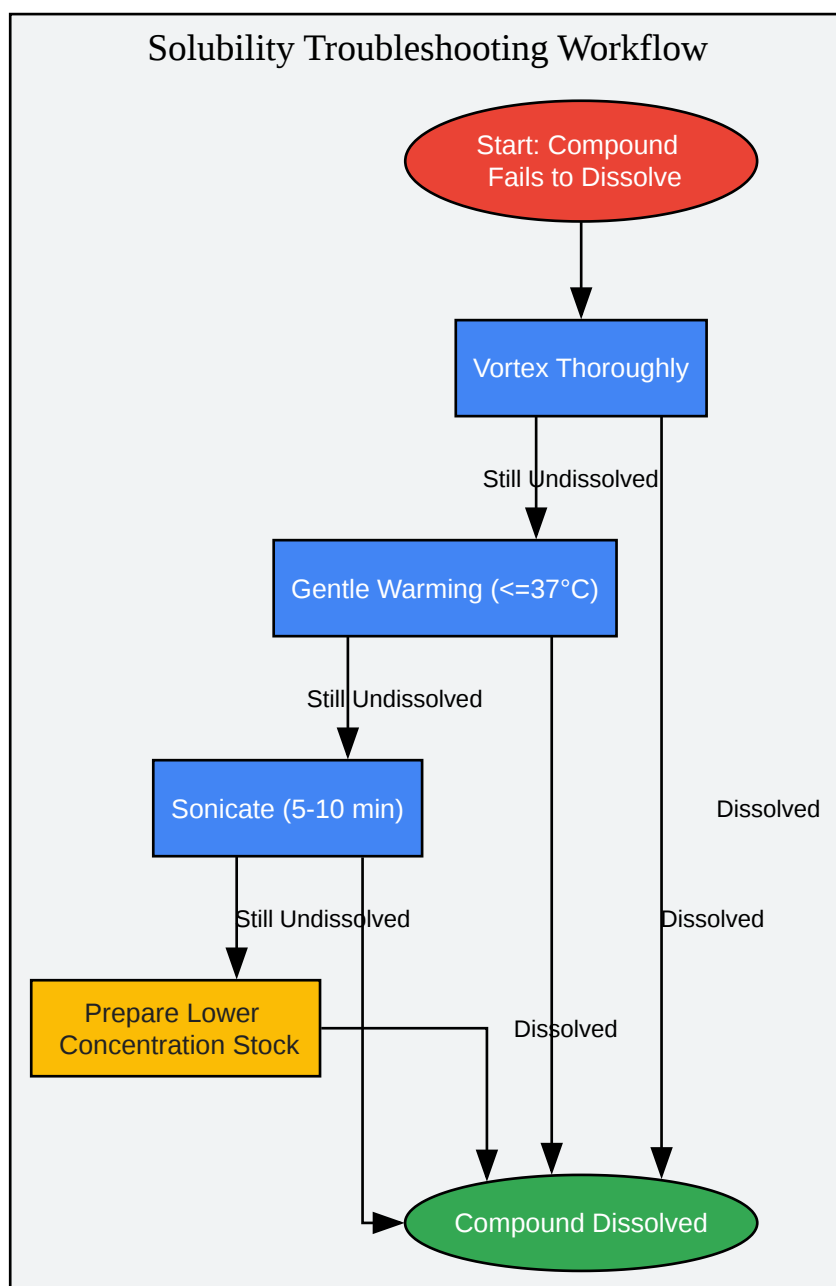 Solubility Troubleshooting Workflow
Start: Compound
Fails to Dissolve
Vortex Thoroughly
Still Undissolved
Gentle Warming (<=37°C)
Still Undissolved
Sonicate (5-10 min)
Dissolved
Still Undissolved
Dissolved
Prepare Lower
Concentration Stock
Dissolved
Compound Dissolved